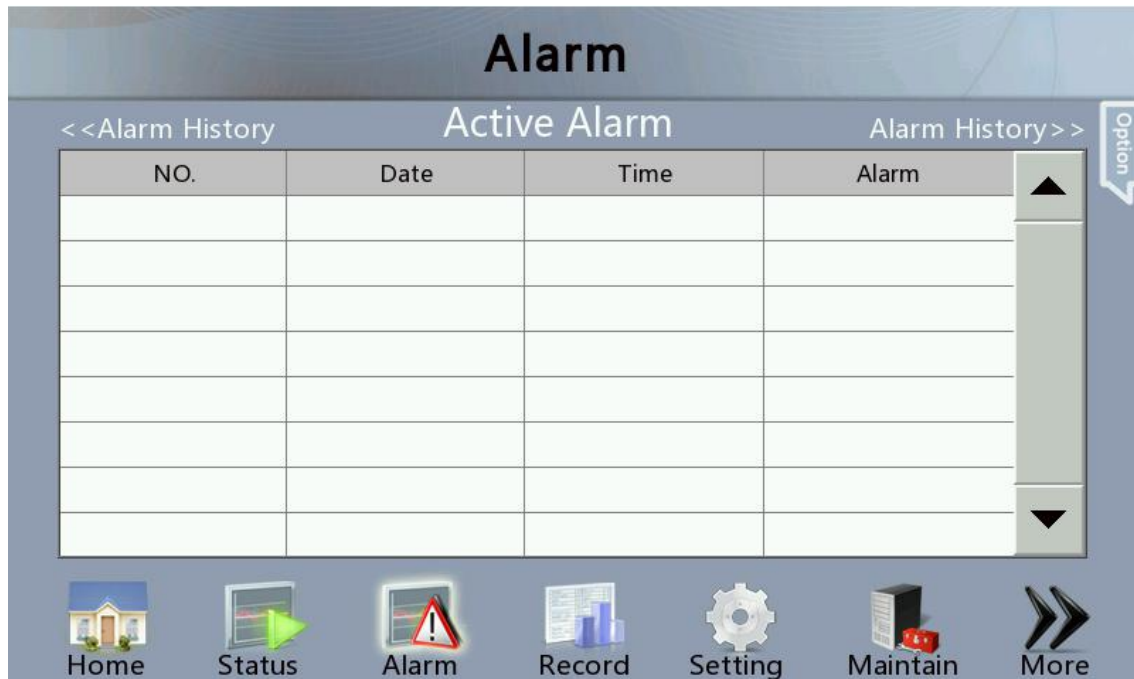 Alarm
<<Alarm History Active Alarm Alarm History>>
Option
NO. Date Time Alarm
Home Status Alarm Record Setting Maintain More